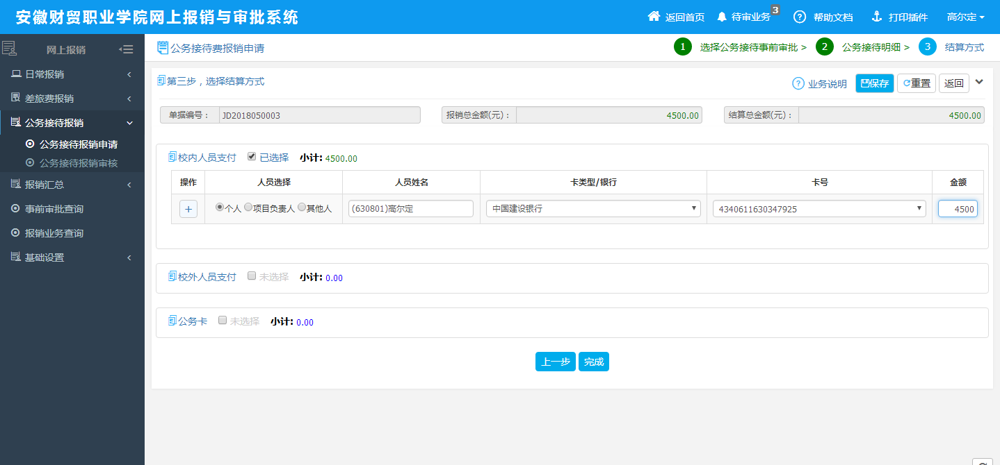 安徽财贸职业学院网上报销与审批系统
返回首页 待审业务 3 帮助文档 打印插件 高尔定
网上报销
日常报销
差旅费报销
公务接待报销
公务接待报销申请
公务接待报销审核
报销汇总
事前审批查询
报销业务查询
基础设置
公务接待费报销申请
1 选择公务接待事前审批 > 2 公务接待明细 > 3 结算方式
第三步，选择结算方式
? 业务说明 保存 重置 返回
单据编号： JD2018050003 报销总金额(元)： 4500.00 结算总金额(元)： 4500.00
校内人员支付 已选择 小计: 4500.00
操作 人员选择 人员姓名 卡类型/银行 卡号 金额
+ 个人 项目负责人 其他人 (630801)高尔定 中国建设银行 4340611630347925 4500
校外人员支付 未选择 小计: 0.00
公务卡 未选择 小计: 0.00
上一步 完成